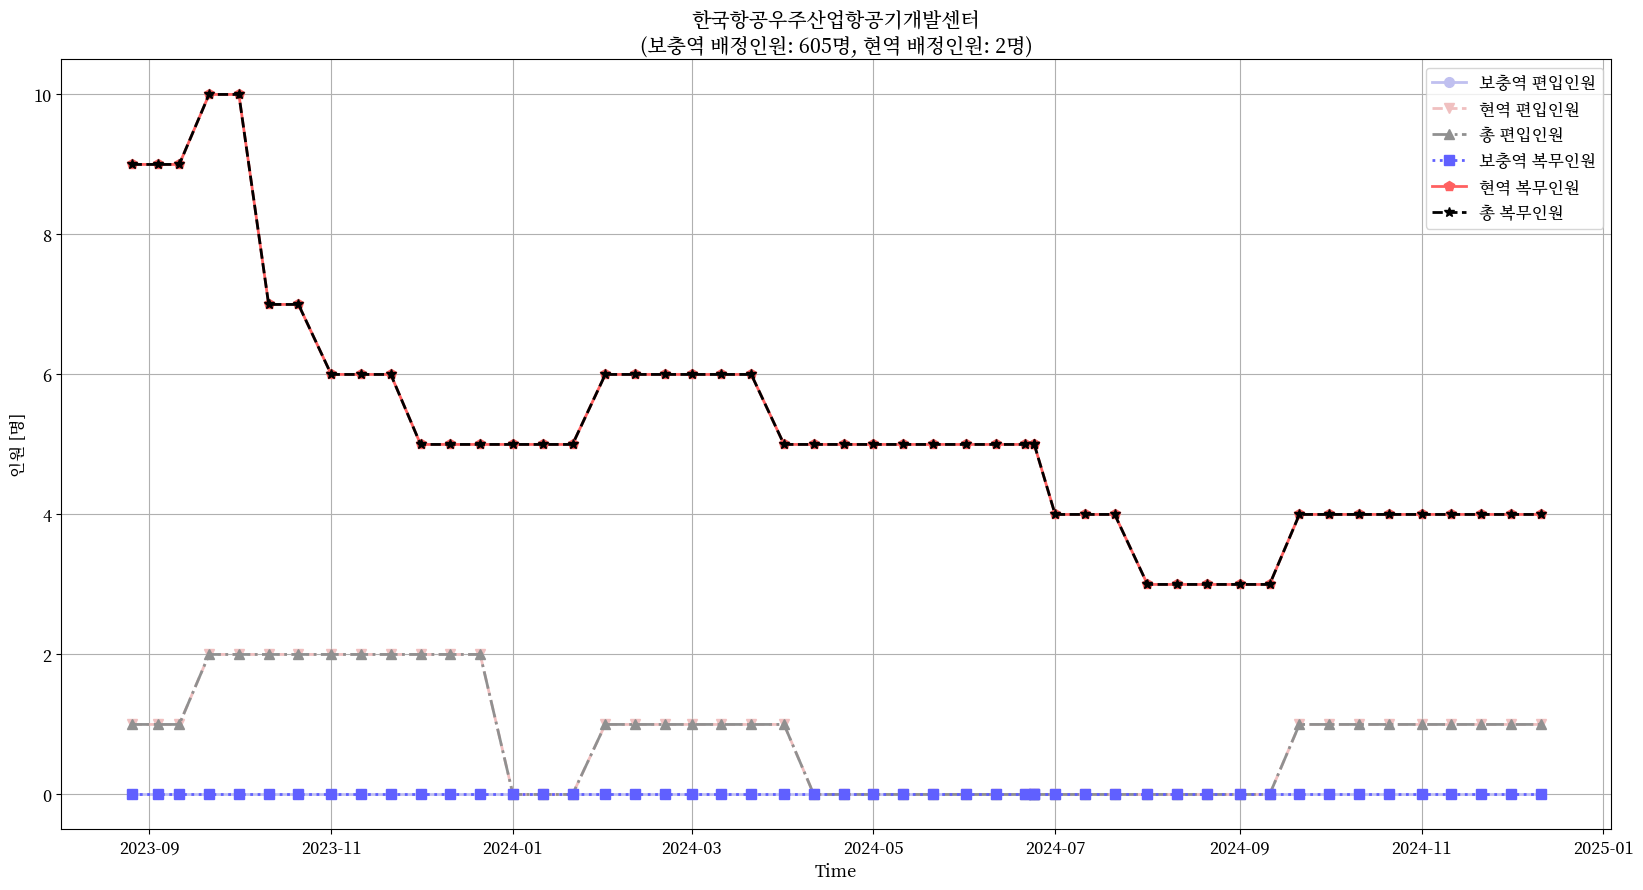 한국항공우주산업항공기개발센터
(보충역 배정인원: 605명, 현역 배정인원: 2명)
보충역 편입인원
현역 편입인원
총 편입인원
보충역 복무인원
현역 복무인원
총 복무인원
인원 [명]
10
8
6
4
2
0
2023-09
2023-11
2024-01
2024-03
2024-05
2024-07
2024-09
2024-11
2025-01
Time